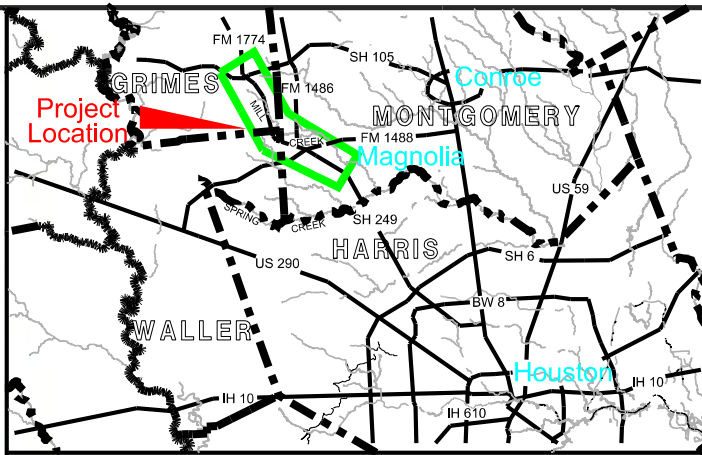 FM 1774
SH 105
GRIMES
FM 1486
Conroe
Project
Location
MILL
MONTGOMERY
CREEK
FM 1488
Magnolia
US 59
SPRING
CREEK
SH 249
HARRIS
SH 6
US 290
BW 8
WALLER
Houston
IH 10
IH 10
IH 610